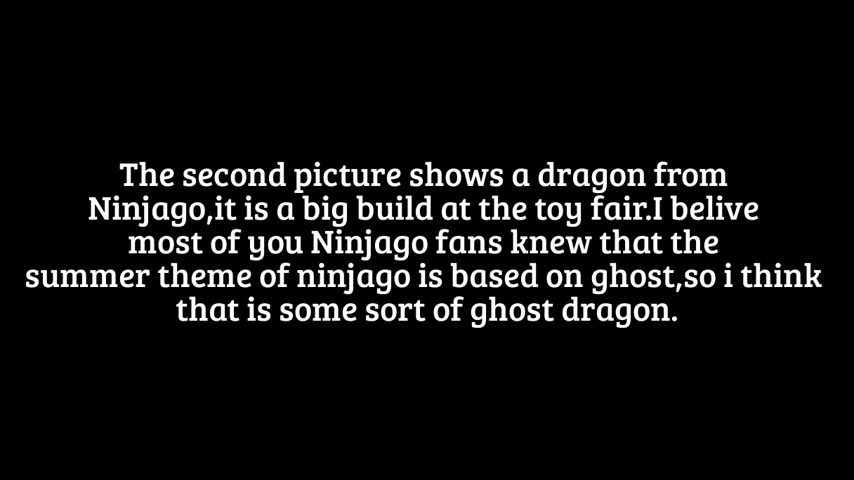 The second picture shows a dragon from
Ninjago,it is a big build at the toy fair.I belive
most of you Ninjago fans knew that the
summer theme of ninjago is based on ghost,so i think
that is some sort of ghost dragon.